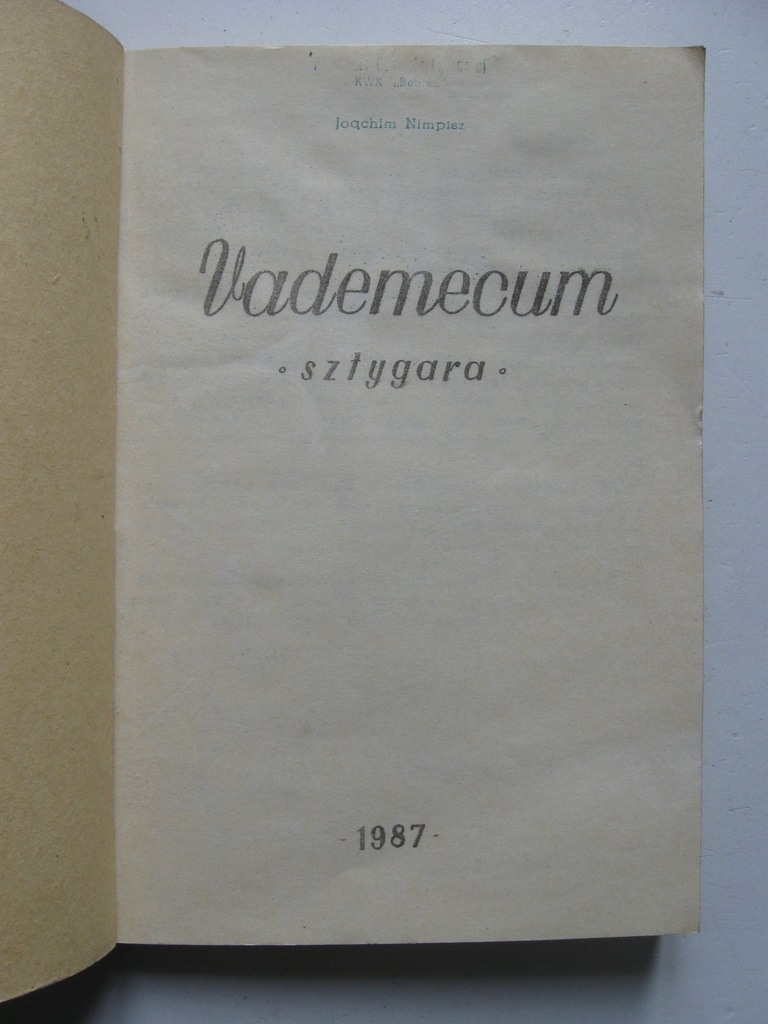 KWK „Bobrek"
Joachim Nimpisz
Vademecum
◦ sztygara ◦
- 1987 -